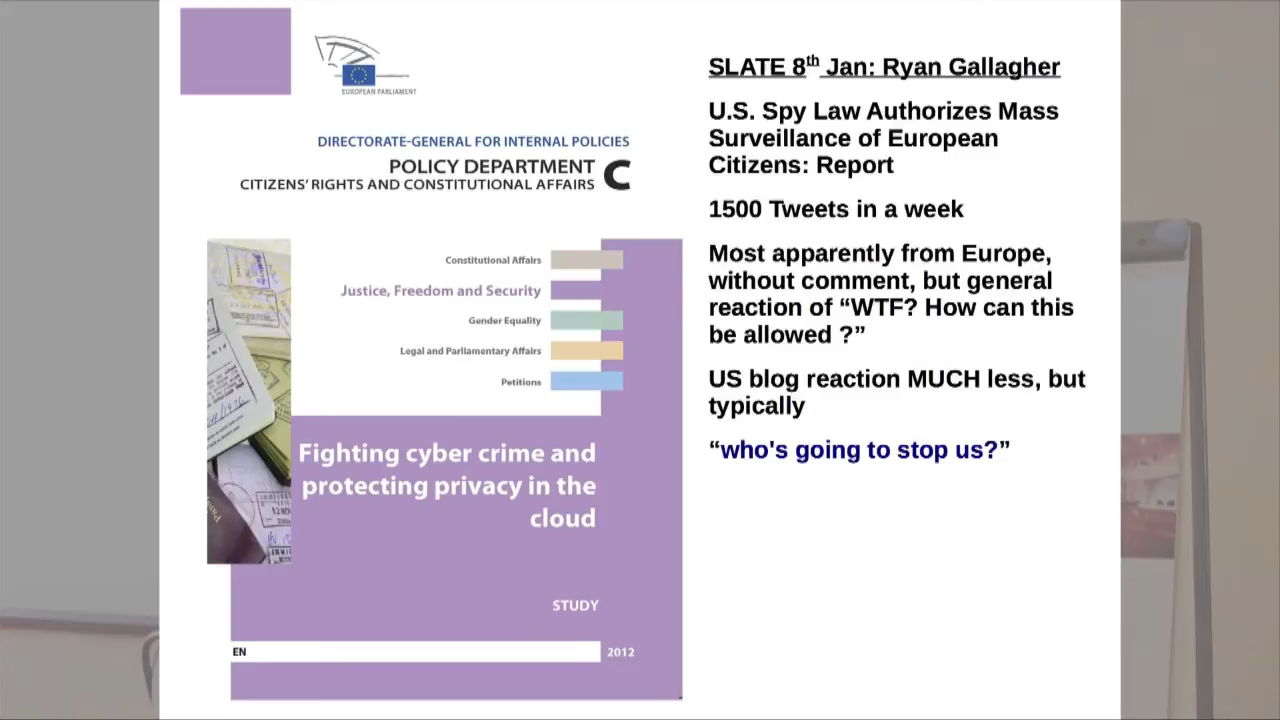 EUROPEAN PARLIAMENT
DIRECTORATE-GENERAL FOR INTERNAL POLICIES
POLICY DEPARTMENT C
CITIZENS' RIGHTS AND CONSTITUTIONAL AFFAIRS
Constitutional Affairs
Justice, Freedom and Security
Gender Equality
Legal and Parliamentary Affairs
Petitions
Fighting cyber crime and
protecting privacy in the
cloud
STUDY
EN
2012
SLATE 8th Jan: Ryan Gallagher
U.S. Spy Law Authorizes Mass
Surveillance of European
Citizens: Report
1500 Tweets in a week
Most apparently from Europe,
without comment, but general
reaction of “WTF? How can this
be allowed ?”
US blog reaction MUCH less, but
typically
“who's going to stop us?”